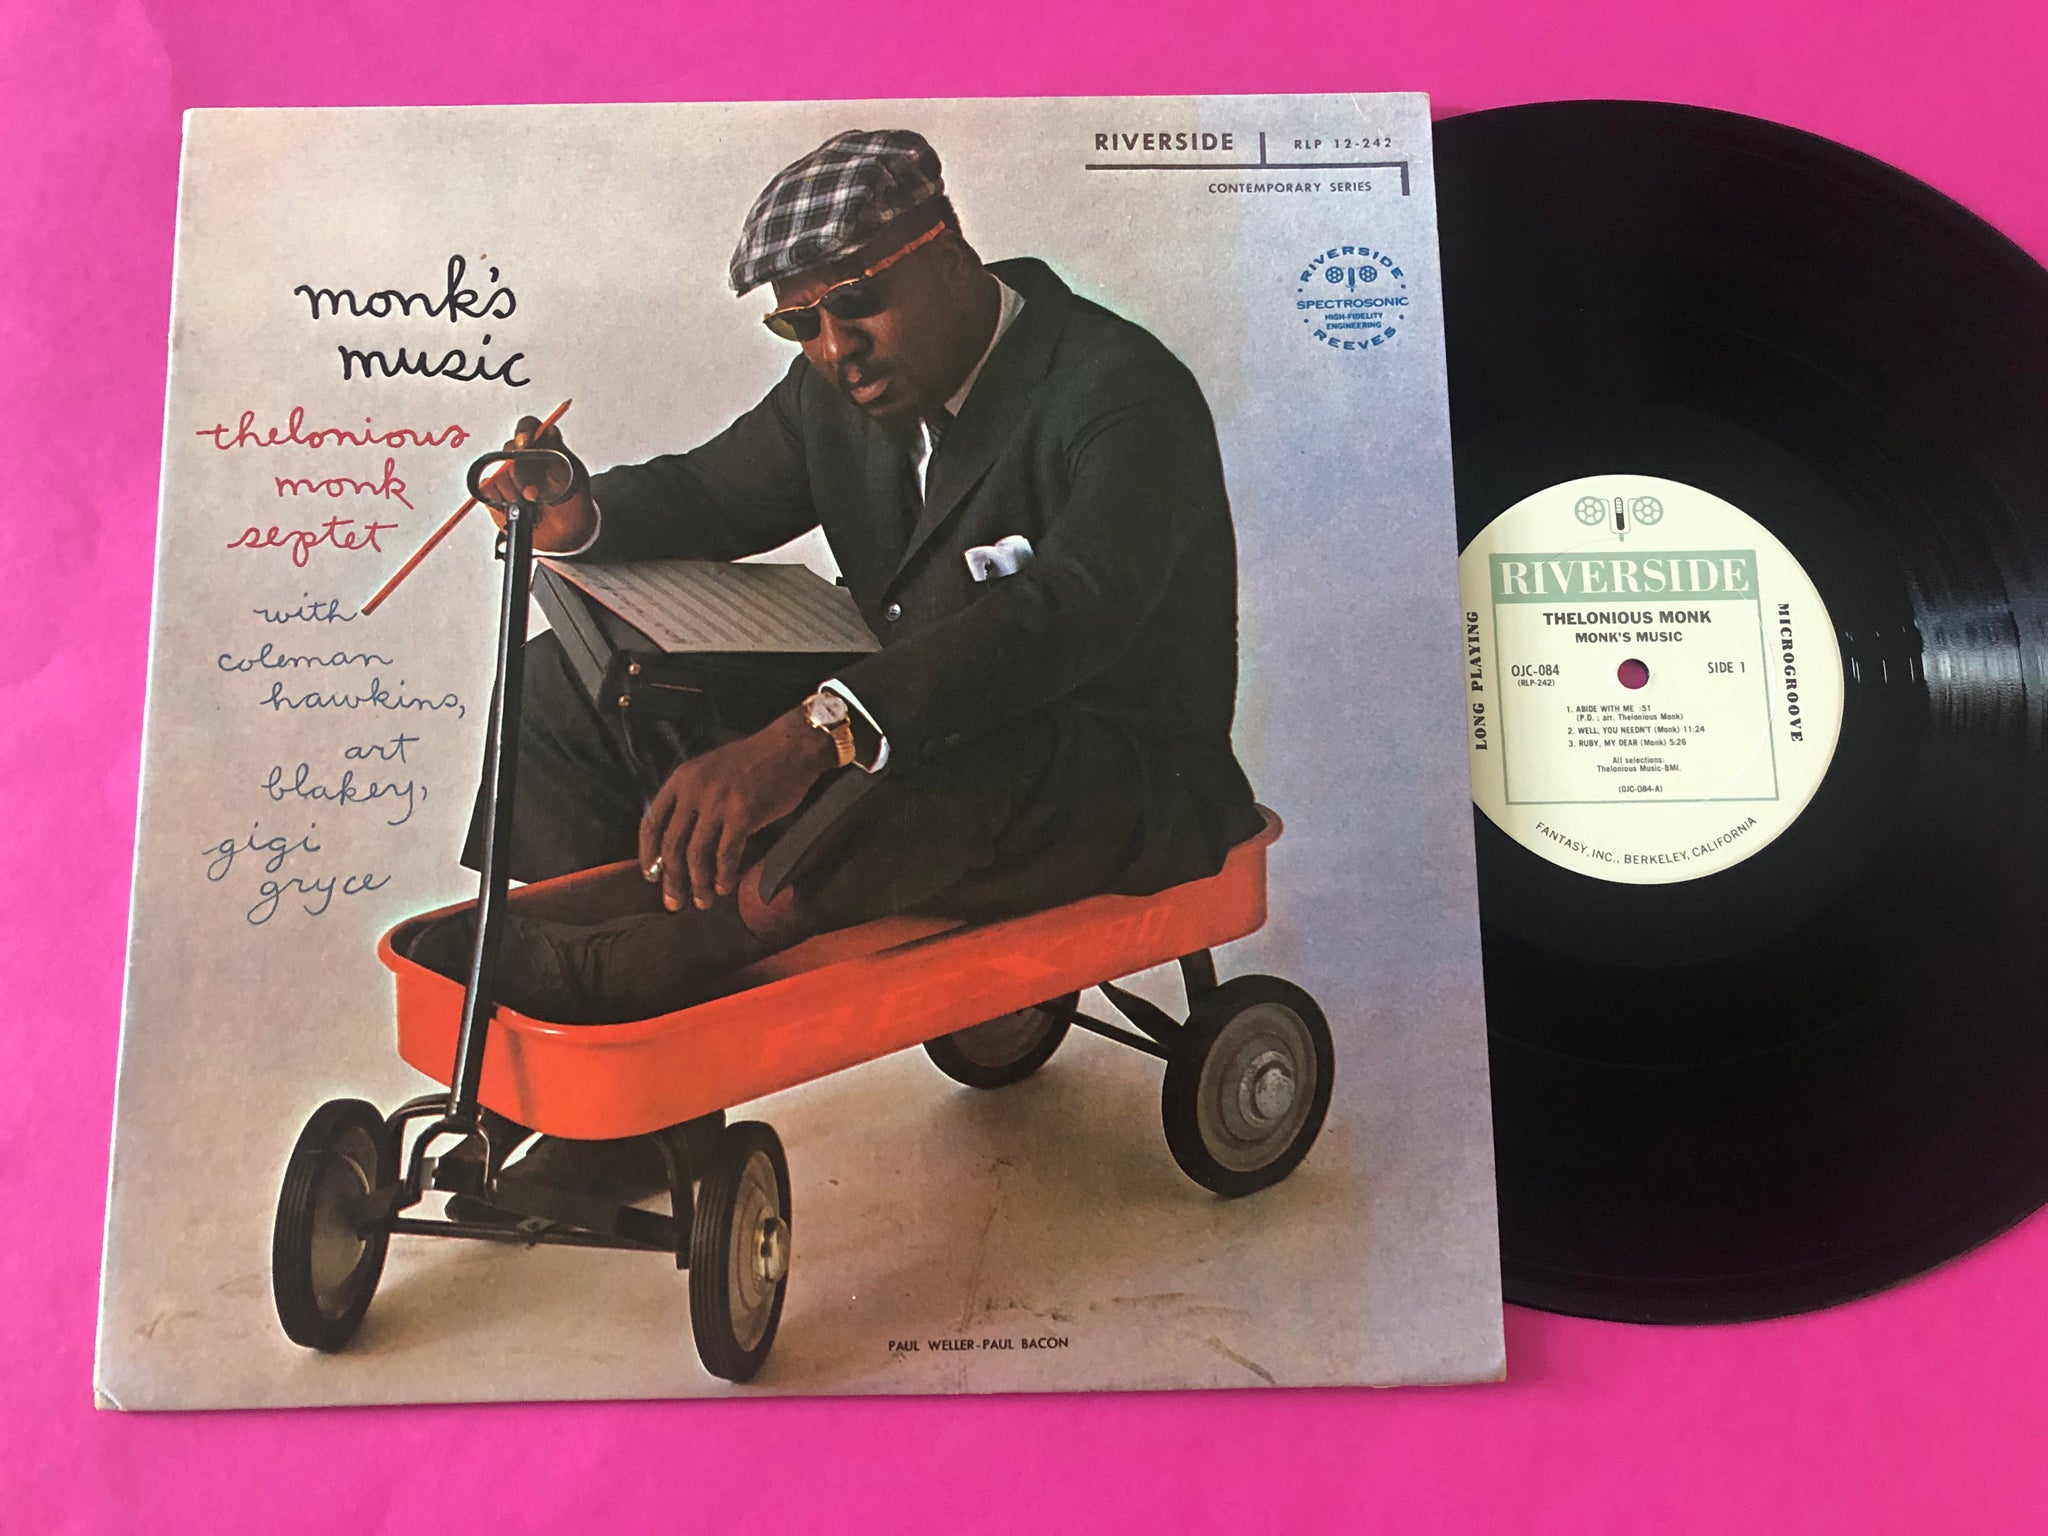 monk's
music
thelonious
monk
septet
with
coleman
hawkins,
art
blakey,
gigi
gryce
RIVERSIDE
RLP 12-242
CONTEMPORARY SERIES
RIVERSIDE
SPECTROSONIC
HIGH-FIDELITY
ENGINEERING
REEVES
REX 90
PAUL WELLER-PAUL BACON
RIVERSIDE
THELONIOUS MONK
MONK'S MUSIC
OJC-084
(RLP-242)
SIDE 1
1. ABIDE WITH ME :51
(P.D. ; arr. Thelonious Monk)
2. WELL, YOU NEEDN'T (Monk) 11:24
3. RUBY, MY DEAR (Monk) 5:26
All selections:
Thelonious Music-BMI.
(OJC-084-A)
LONG PLAYING
MICROGROOVE
FANTASY, INC., BERKELEY, CALIFORNIA